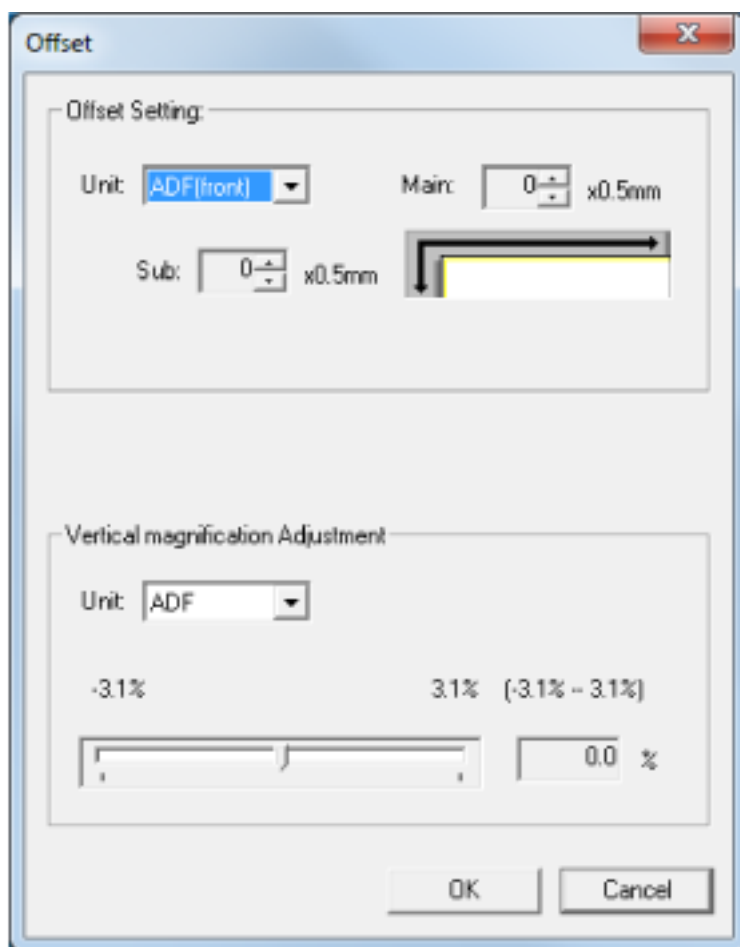 Offset
Offset Setting:
Unit: ADF(front) Main: 0 x0.5mm
Sub: 0 x0.5mm
Vertical magnification Adjustment
Unit: ADF
-3.1% 3.1% (-3.1% -- 3.1%)
0.0 %
OK Cancel